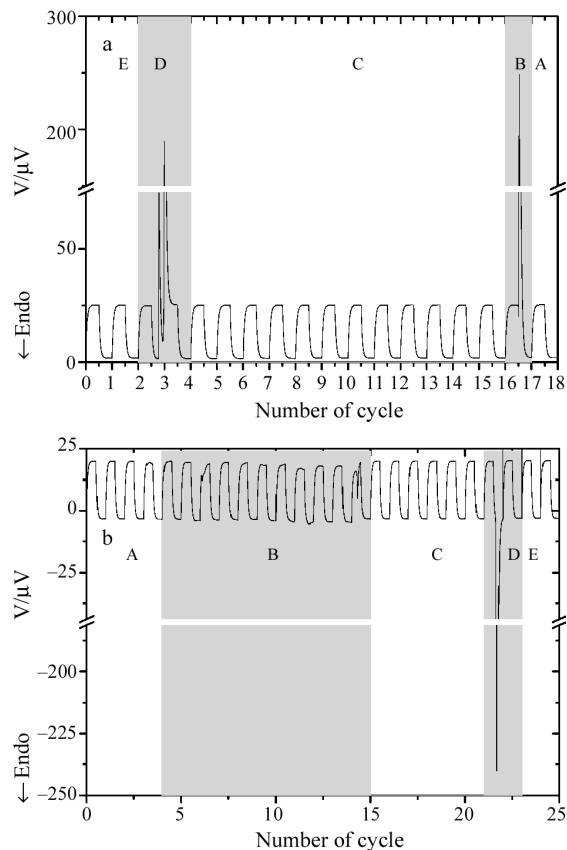 300
a
E D C B A
200
V/µV
50
←Endo
0
0 1 2 3 4 5 6 7 8 9 10 11 12 13 14 15 16 17 18
Number of cycle
25
0
b
A B C D E
V/µV
−25
−200
−225
←Endo
−250
0 5 10 15 20 25
Number of cycle